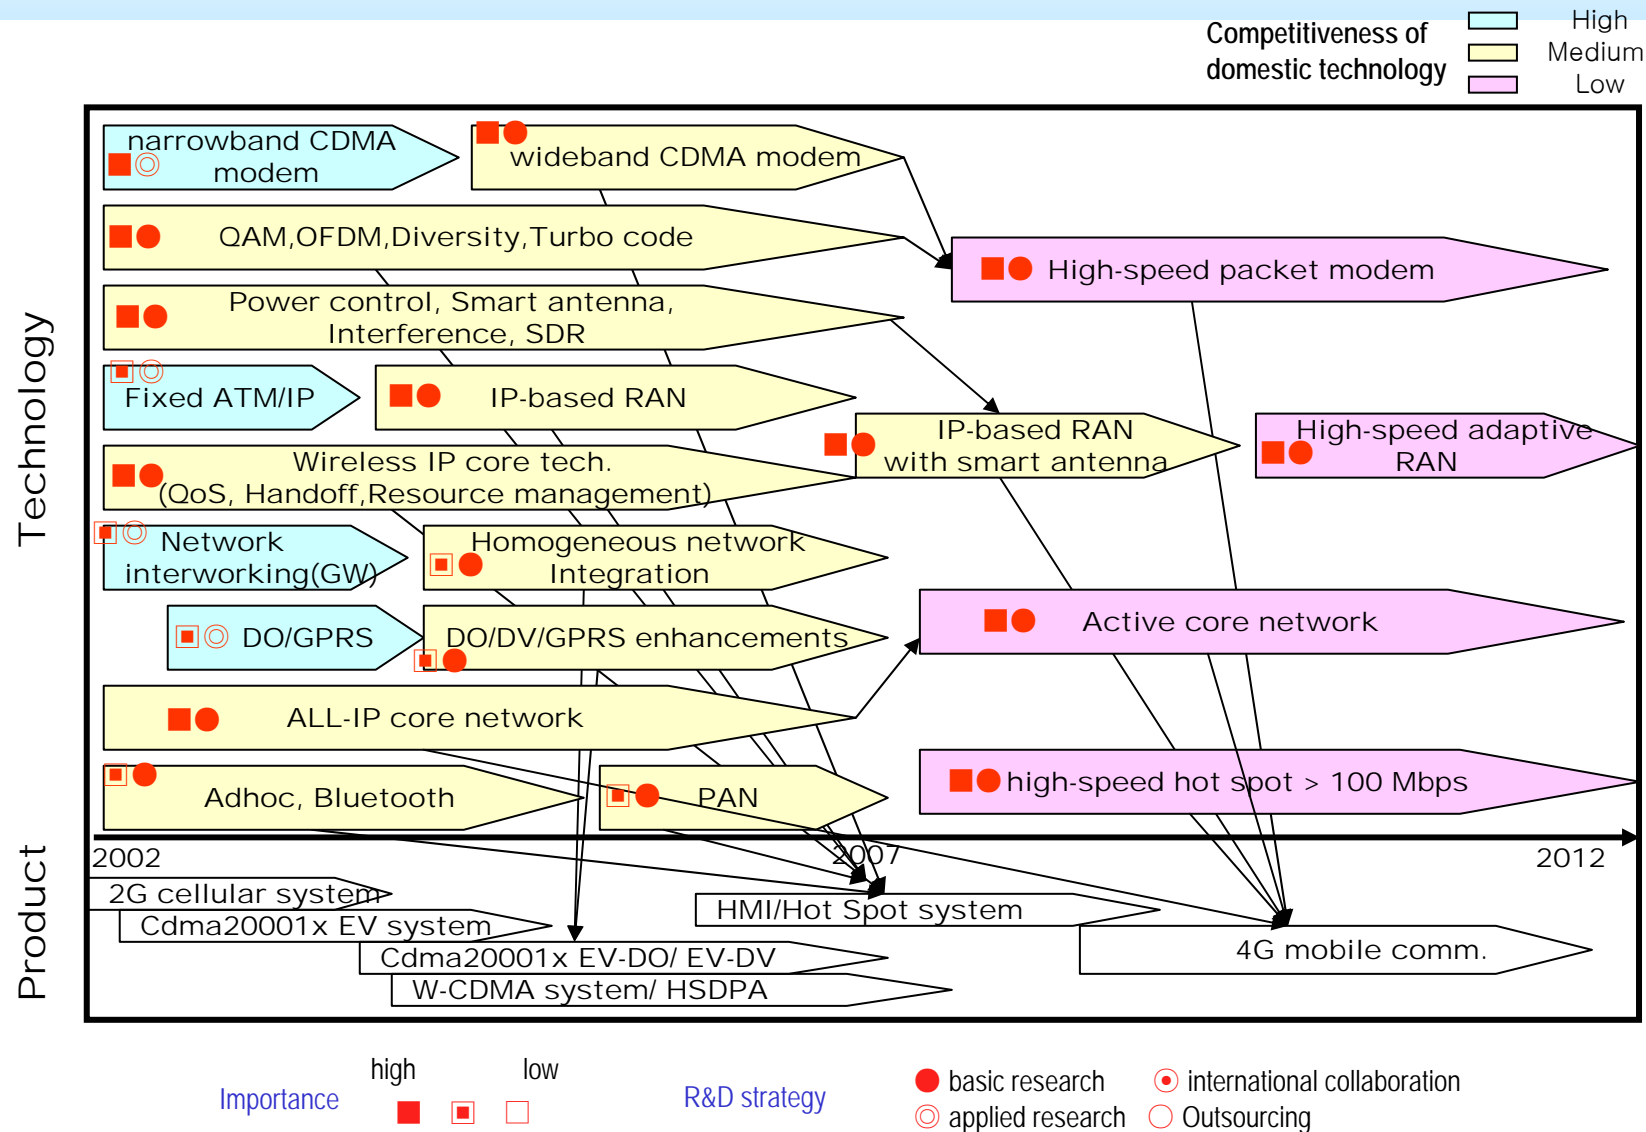 Competitiveness of
domestic technology
High
Medium
Low
Technology
narrowband CDMA
modem
wideband CDMA modem
QAM,OFDM,Diversity,Turbo code
High-speed packet modem
Power control, Smart antenna,
Interference, SDR
Fixed ATM/IP
IP-based RAN
IP-based RAN
with smart antenna
High-speed adaptive
RAN
Wireless IP core tech.
(QoS, Handoff,Resource management)
Network
interworking(GW)
Homogeneous network
Integration
DO/GPRS
DO/DV/GPRS enhancements
Active core network
ALL-IP core network
Adhoc, Bluetooth
PAN
high-speed hot spot > 100 Mbps
2002
2007
2012
Product
2G cellular system
Cdma20001x EV system
HMI/Hot Spot system
Cdma20001x EV-DO/ EV-DV
4G mobile comm.
W-CDMA system/ HSDPA
Importance
high
low
R&D strategy
basic research
international collaboration
applied research
Outsourcing